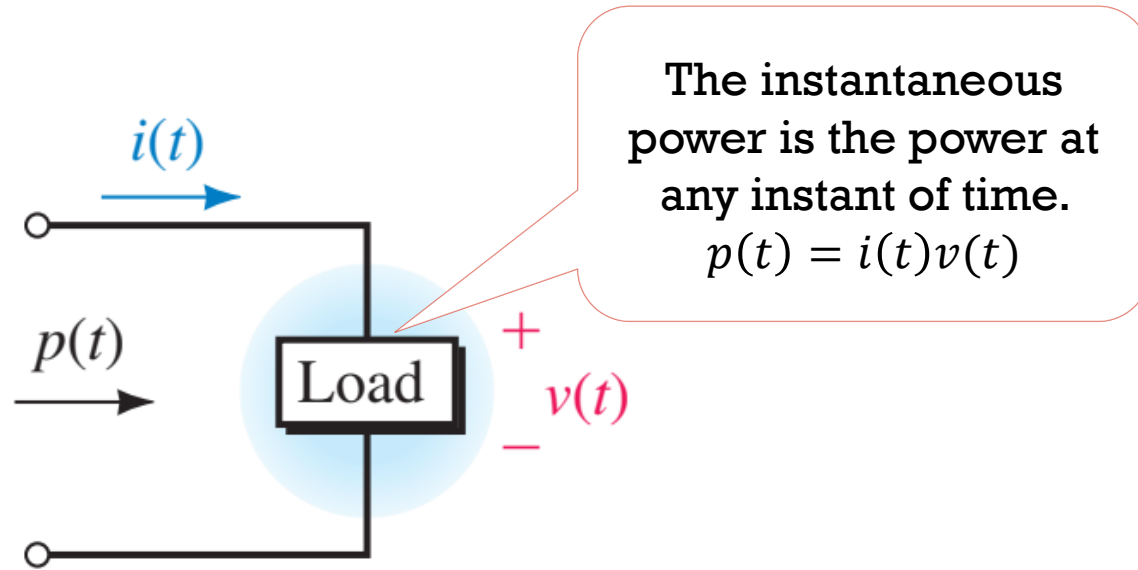 The instantaneous
power is the power at
any instant of time.
p(t) = i(t)v(t)
i(t)
p(t)
Load
+
v(t)
−